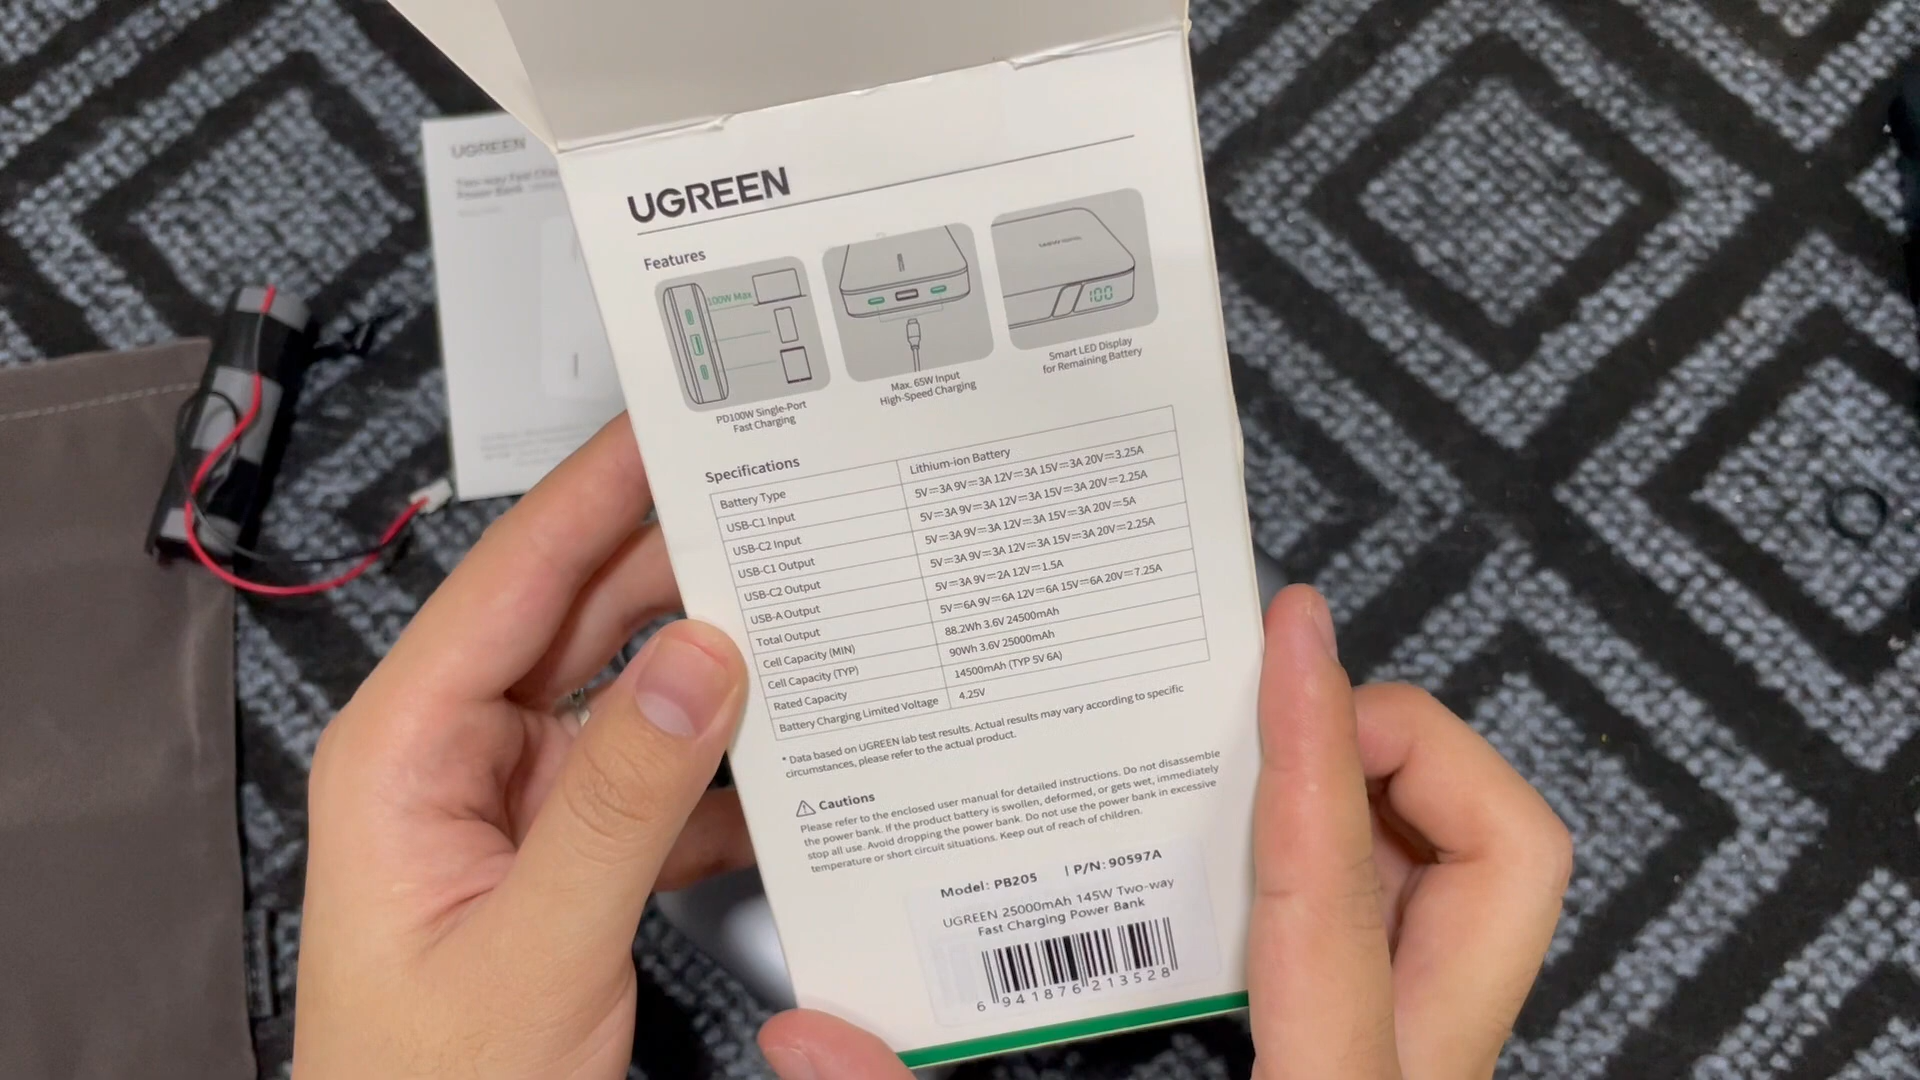 UGREEN
Two-way Fast
Power Bank
UGREEN
Features
100W Max
100
PD100W Single-Port
Fast Charging
Max. 65W Input
High-Speed Charging
Smart LED Display
for Remaining Battery
Specifications
Battery Type Lithium-ion Battery
USB-C1 Input 5V⎓3A 9V⎓3A 12V⎓3A 15V⎓3A 20V⎓3.25A
USB-C2 Input 5V⎓3A 9V⎓3A 12V⎓3A 15V⎓3A 20V⎓2.25A
USB-C1 Output 5V⎓3A 9V⎓3A 12V⎓3A 15V⎓3A 20V⎓5A
USB-C2 Output 5V⎓3A 9V⎓3A 12V⎓3A 15V⎓3A 20V⎓2.25A
USB-A Output 5V⎓3A 9V⎓2A 12V⎓1.5A
Total Output 5V⎓6A 9V⎓6A 12V⎓6A 15V⎓6A 20V⎓7.25A
Cell Capacity (MIN) 88.2Wh 3.6V 24500mAh
Cell Capacity (TYP) 90Wh 3.6V 25000mAh
Rated Capacity 14500mAh (TYP 5V 6A)
Battery Charging Limited Voltage 4.25V
* Data based on UGREEN lab test results. Actual results may vary according to specific
circumstances, please refer to the actual product.
Cautions
Please refer to the enclosed user manual for detailed instructions. Do not disassemble
the power bank. If the product battery is swollen, deformed, or gets wet, immediately
stop all use. Avoid dropping the power bank. Do not use the power bank in excessive
temperature or short circuit situations. Keep out of reach of children.
Model: PB205 | P/N: 90597A
UGREEN 25000mAh 145W Two-way
Fast Charging Power Bank
6 941876 213528